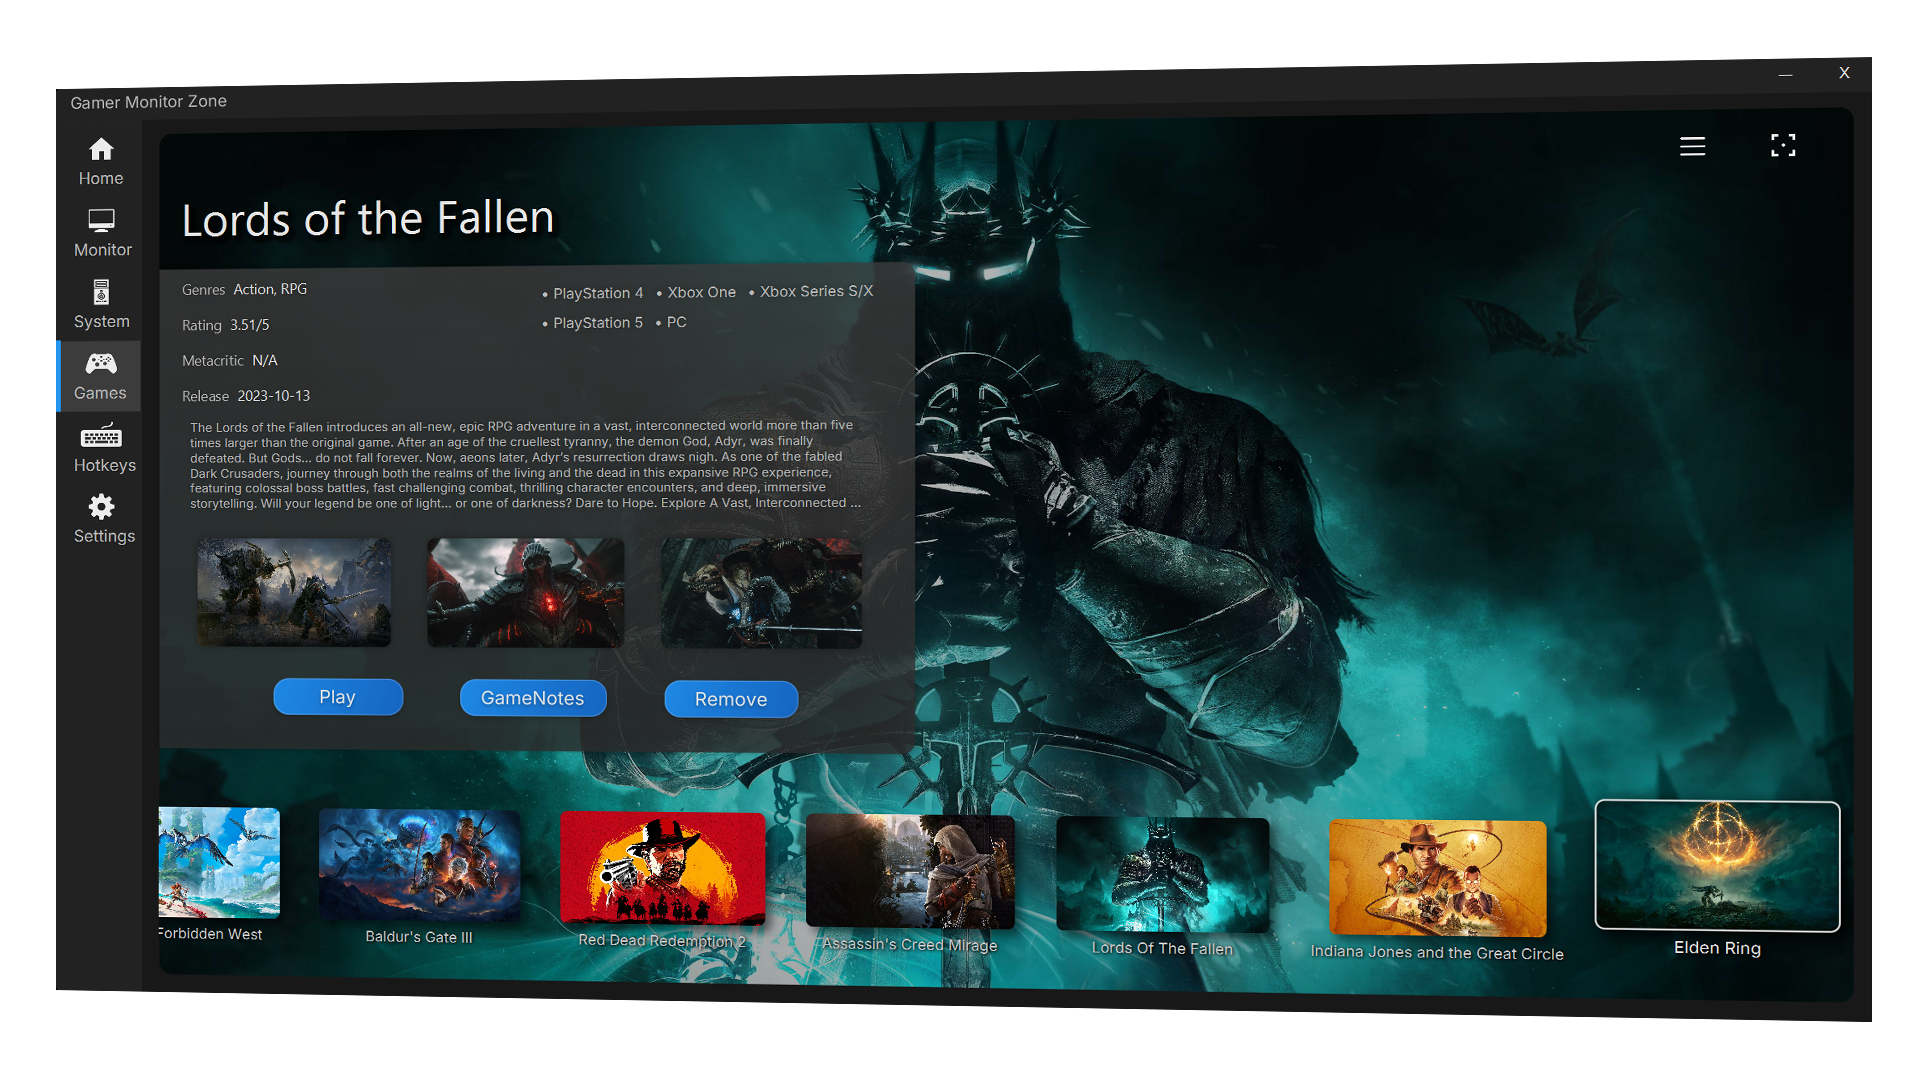 Gamer Monitor Zone
X
Home
Monitor
System
Games
Hotkeys
Settings
Lords of the Fallen
Genres Action, RPG
Rating 3.51/5
Metacritic N/A
Release 2023-10-13
• PlayStation 4 • Xbox One • Xbox Series S/X
• PlayStation 5 • PC
The Lords of the Fallen introduces an all-new, epic RPG adventure in a vast, interconnected world more than five
times larger than the original game. After an age of the cruellest tyranny, the demon God, Adyr, was finally
defeated. But Gods... do not fall forever. Now, aeons later, Adyr's resurrection draws nigh. As one of the fabled
Dark Crusaders, journey through both the realms of the living and the dead in this expansive RPG experience,
featuring colossal boss battles, fast challenging combat, thrilling character encounters, and deep, immersive
storytelling. Will your legend be one of light... or one of darkness? Dare to Hope. Explore A Vast, Interconnected ...
Play
GameNotes
Remove
Forbidden West
Baldur's Gate III
Red Dead Redemption 2
Assassin's Creed Mirage
Lords Of The Fallen
Indiana Jones and the Great Circle
Elden Ring